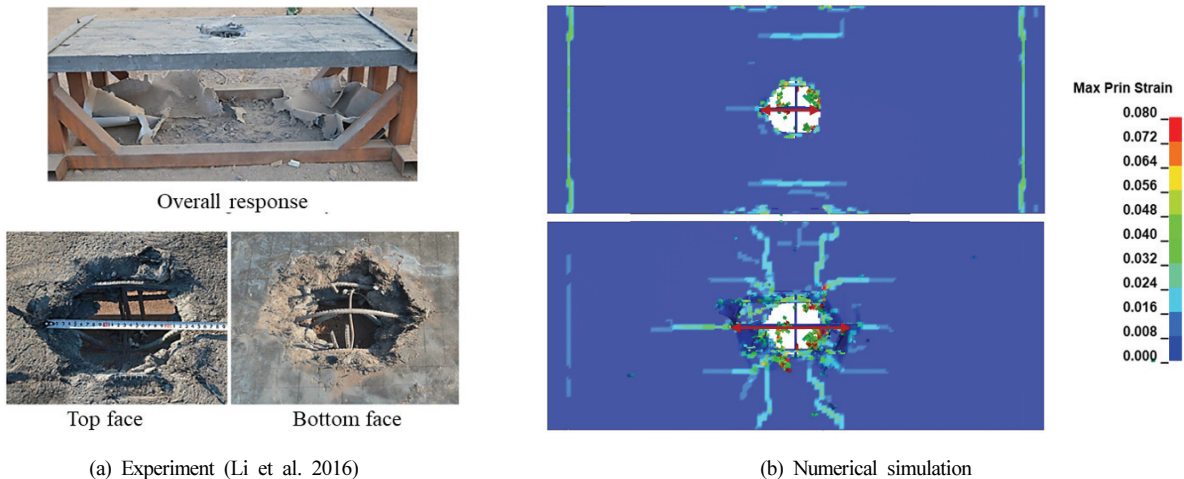 Overall response
Top face
Bottom face
(a) Experiment (Li et al. 2016)
Max Prin Strain
0.080
0.072
0.064
0.056
0.048
0.040
0.032
0.024
0.016
0.008
0.000
(b) Numerical simulation